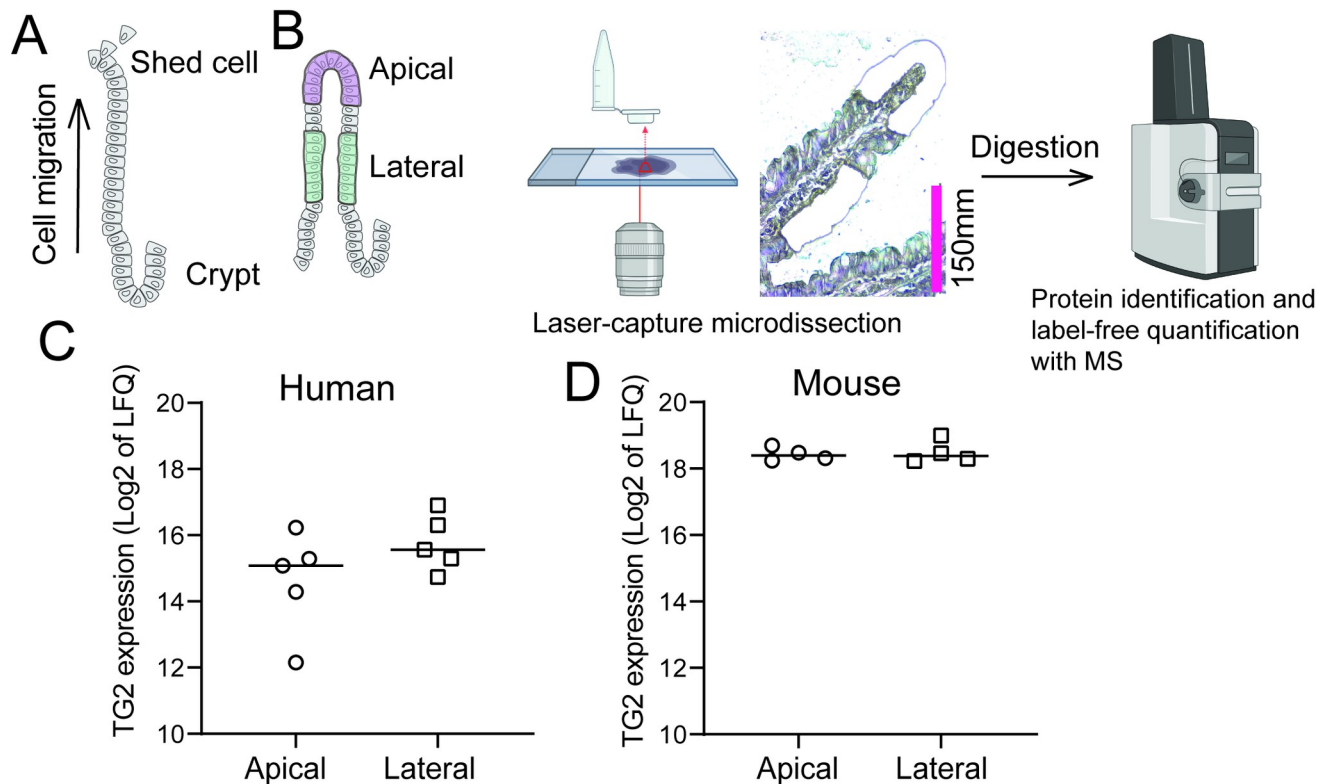 A
Shed cell
Cell migration
Crypt
B
Apical
Lateral
Laser-capture microdissection
150mm
Digestion
Protein identification and
label-free quantification
with MS
C
Human
TG2 expression (Log2 of LFQ)
20
18
16
14
12
10
Apical
Lateral
D
Mouse
TG2 expression (Log2 of LFQ)
20
18
16
14
12
10
Apical
Lateral